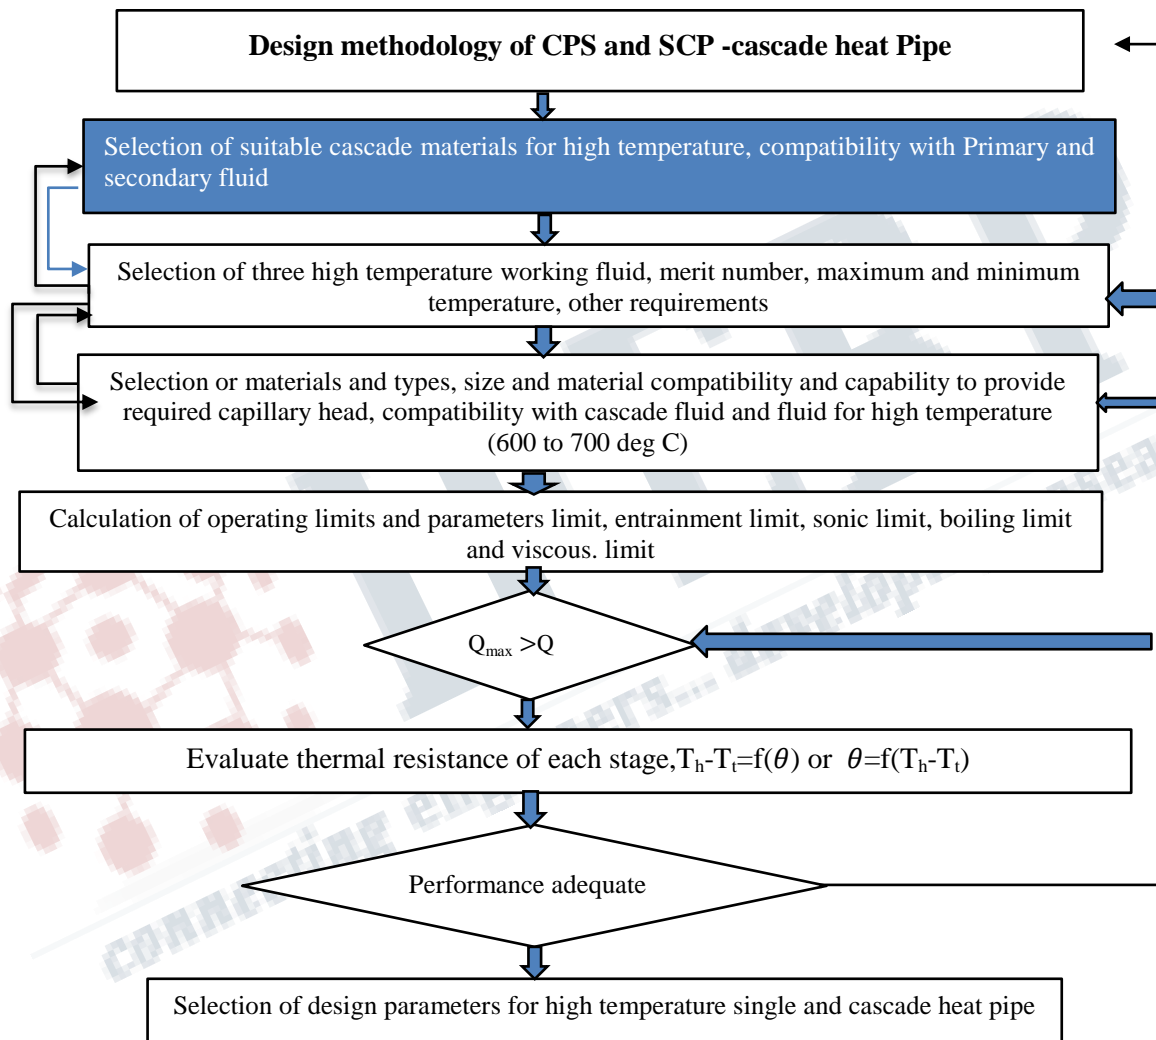 Design methodology of CPS and SCP -cascade heat Pipe
Selection of suitable cascade materials for high temperature, compatibility with Primary and
secondary fluid
Selection of three high temperature working fluid, merit number, maximum and minimum
temperature, other requirements
Selection or materials and types, size and material compatibility and capability to provide
required capillary head, compatibility with cascade fluid and fluid for high temperature
(600 to 700 deg C)
Calculation of operating limits and parameters limit, entrainment limit, sonic limit, boiling limit
and viscous. limit
Qmax >Q
Evaluate thermal resistance of each stage,Th-Tt=f(θ) or θ=f(Th-Tt)
Performance adequate
Selection of design parameters for high temperature single and cascade heat pipe